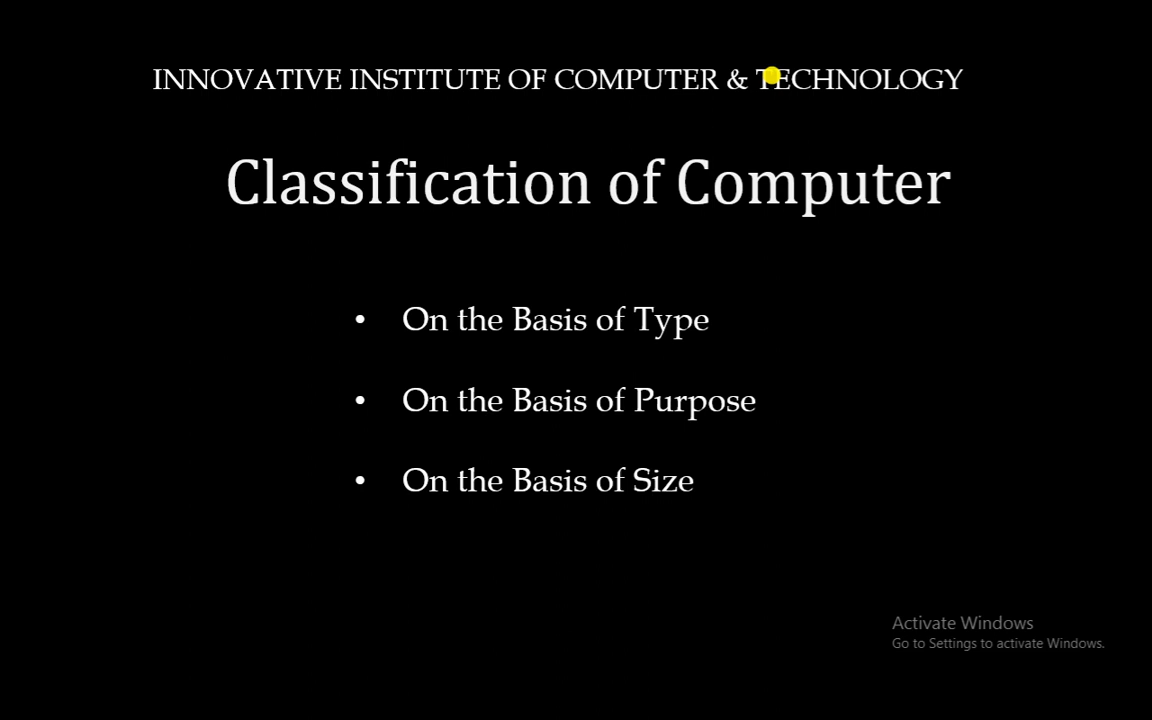 INNOVATIVE INSTITUTE OF COMPUTER & TECHNOLOGY
Classification of Computer
• On the Basis of Type
• On the Basis of Purpose
• On the Basis of Size
Activate Windows
Go to Settings to activate Windows.